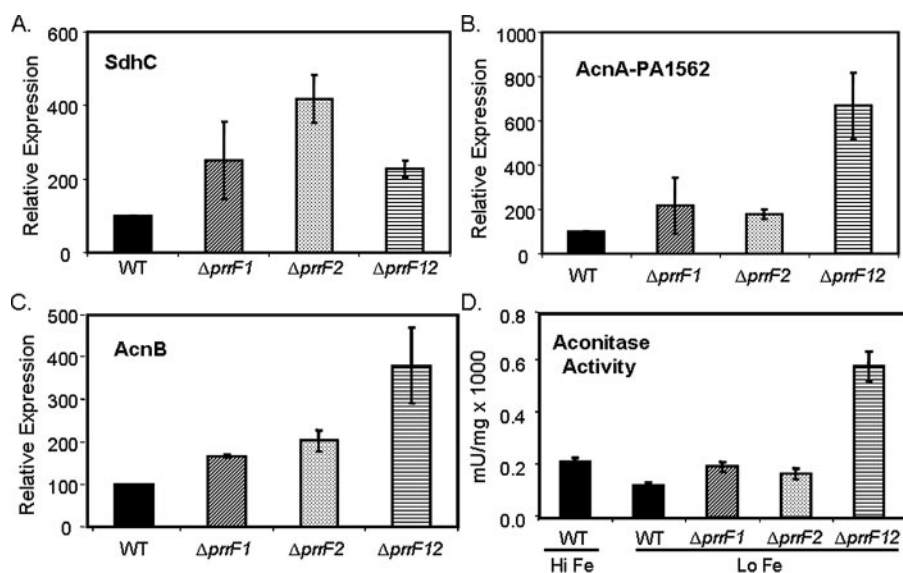 A.
SdhC
Relative Expression
600
400
200
0
WT ΔprrF1 ΔprrF2 ΔprrF12
B.
AcnA-PA1562
Relative Expression
1000
800
600
400
200
0
WT ΔprrF1 ΔprrF2 ΔprrF12
C.
AcnB
Relative Expression
500
400
300
200
100
0
WT ΔprrF1 ΔprrF2 ΔprrF12
D.
Aconitase
Activity
mU/mg x 1000
0.8
0.6
0.4
0.2
0.0
WT WT ΔprrF1 ΔprrF2 ΔprrF12
Hi Fe Lo Fe